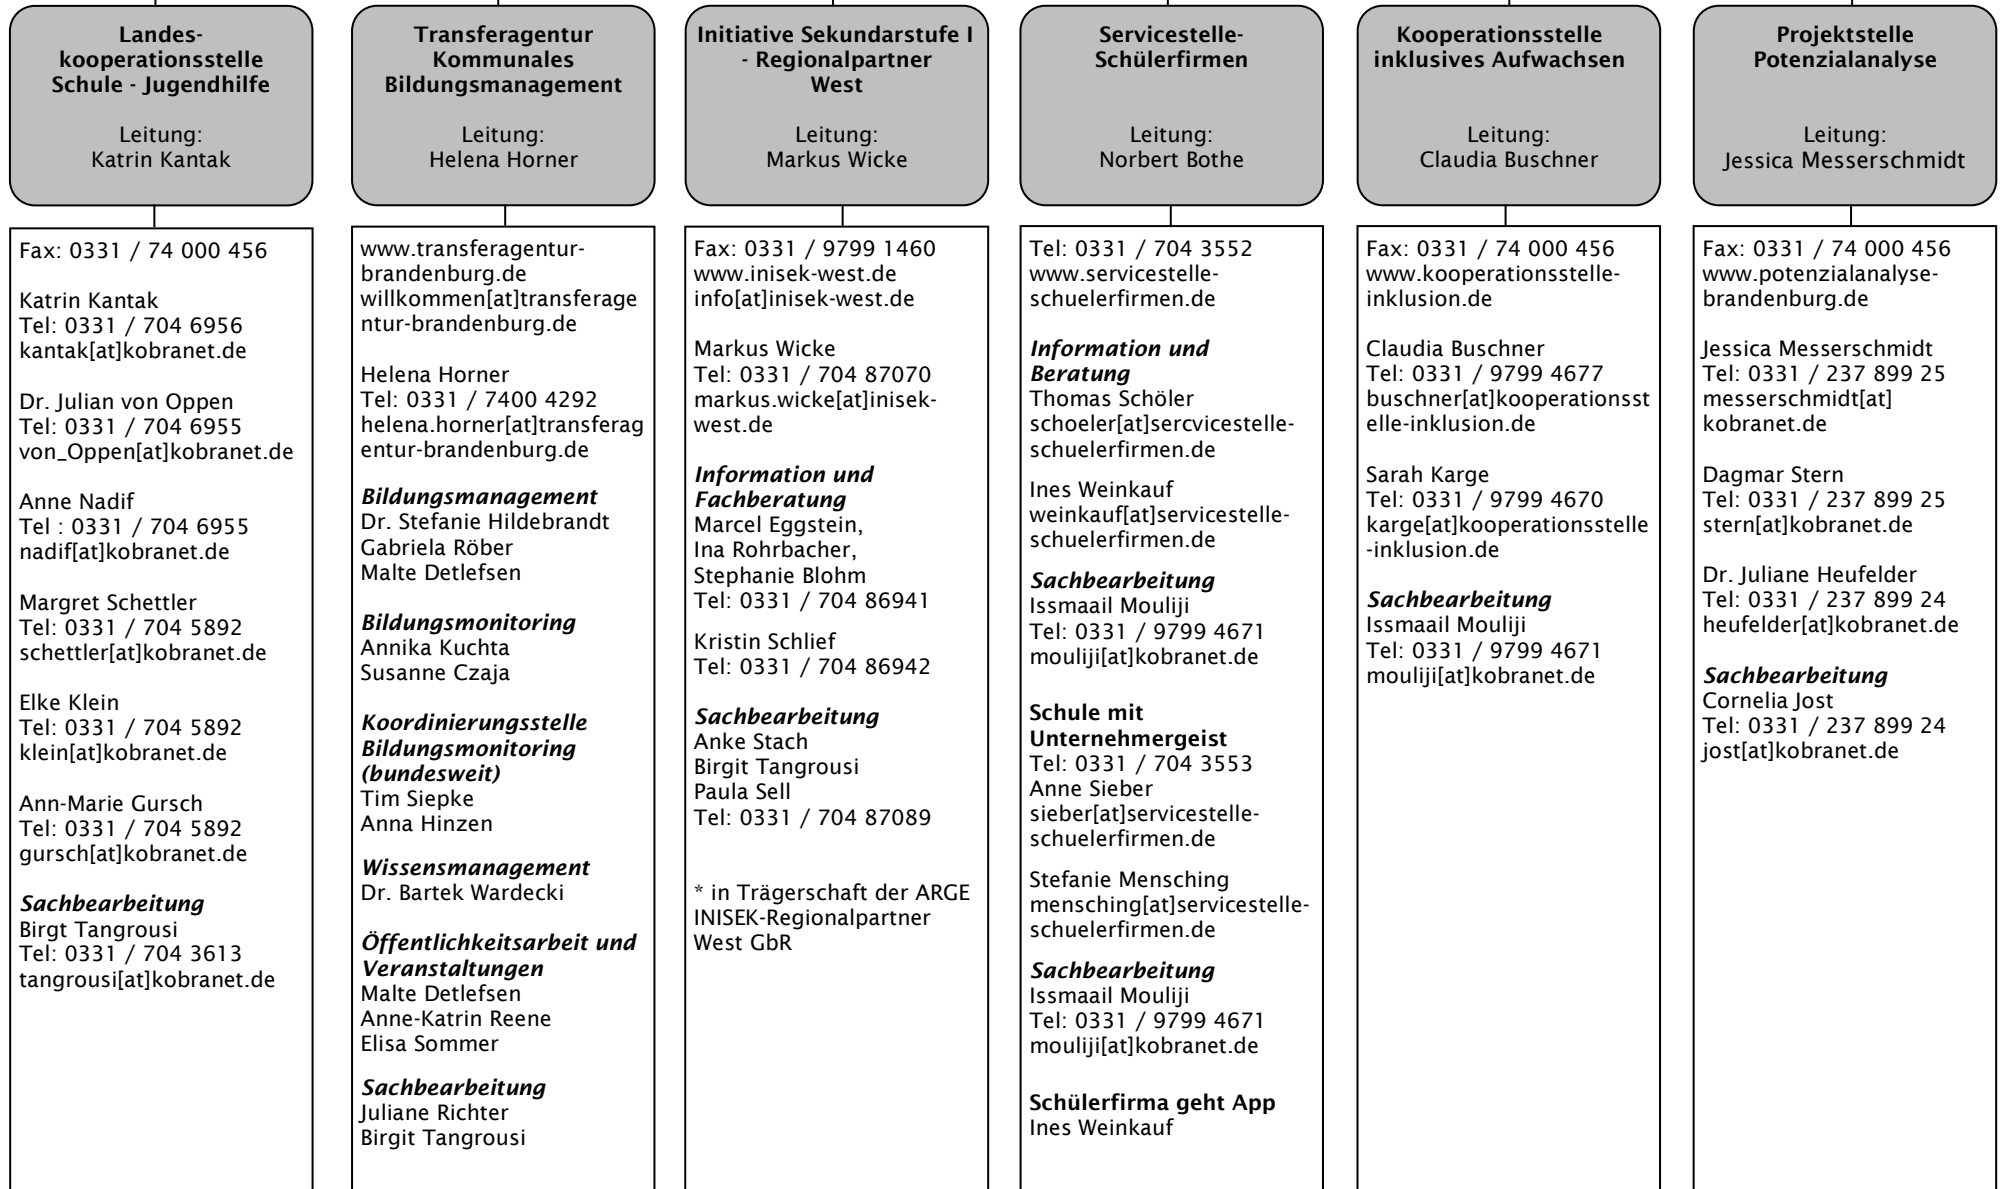 Landes-
kooperationsstelle
Schule - Jugendhilfe
Leitung:
Katrin Kantak
Fax: 0331 / 74 000 456
Katrin Kantak
Tel: 0331 / 704 6956
kantak[at]kobranet.de
Dr. Julian von Oppen
Tel: 0331 / 704 6955
von_Oppen[at]kobranet.de
Anne Nadif
Tel : 0331 / 704 6955
nadif[at]kobranet.de
Margret Schettler
Tel: 0331 / 704 5892
schettler[at]kobranet.de
Elke Klein
Tel: 0331 / 704 5892
klein[at]kobranet.de
Ann-Marie Gursch
Tel: 0331 / 704 5892
gursch[at]kobranet.de
Sachbearbeitung
Birgt Tangrousi
Tel: 0331 / 704 3613
tangrousi[at]kobranet.de
Transferagentur
Kommunales
Bildungsmanagement
Leitung:
Helena Horner
www.transferagentur-
brandenburg.de
willkommen[at]transferage
ntur-brandenburg.de
Helena Horner
Tel: 0331 / 7400 4292
helena.horner[at]transferag
entur-brandenburg.de
Bildungsmanagement
Dr. Stefanie Hildebrandt
Gabriela Röber
Malte Detlefsen
Bildungsmonitoring
Annika Kuchta
Susanne Czaja
Koordinierungsstelle
Bildungsmonitoring
(bundesweit)
Tim Siepke
Anna Hinzen
Wissensmanagement
Dr. Bartek Wardecki
Öffentlichkeitsarbeit und
Veranstaltungen
Malte Detlefsen
Anne-Katrin Reene
Elisa Sommer
Sachbearbeitung
Juliane Richter
Birgit Tangrousi
Initiative Sekundarstufe I
- Regionalpartner
West
Leitung:
Markus Wicke
Fax: 0331 / 9799 1460
www.inisek-west.de
info[at]inisek-west.de
Markus Wicke
Tel: 0331 / 704 87070
markus.wicke[at]inisek-
west.de
Information und
Fachberatung
Marcel Eggstein,
Ina Rohrbacher,
Stephanie Blohm
Tel: 0331 / 704 86941
Kristin Schlief
Tel: 0331 / 704 86942
Sachbearbeitung
Anke Stach
Birgit Tangrousi
Paula Sell
Tel: 0331 / 704 87089
* in Trägerschaft der ARGE
INISEK-Regionalpartner
West GbR
Servicestelle-
Schülerfirmen
Leitung:
Norbert Bothe
Tel: 0331 / 704 3552
www.servicestelle-
schuelerfirmen.de
Information und
Beratung
Thomas Schöler
schoeler[at]sercvicestelle-
schuelerfirmen.de
Ines Weinkauf
weinkauf[at]servicestelle-
schuelerfirmen.de
Sachbearbeitung
Issmaail Mouliji
Tel: 0331 / 9799 4671
mouliji[at]kobranet.de
Schule mit
Unternehmergeist
Tel: 0331 / 704 3553
Anne Sieber
sieber[at]servicestelle-
schuelerfirmen.de
Stefanie Mensching
mensching[at]servicestelle-
schuelerfirmen.de
Sachbearbeitung
Issmaail Mouliji
Tel: 0331 / 9799 4671
mouliji[at]kobranet.de
Schülerfirma geht App
Ines Weinkauf
Kooperationsstelle
inklusives Aufwachsen
Leitung:
Claudia Buschner
Fax: 0331 / 74 000 456
www.kooperationsstelle-
inklusion.de
Claudia Buschner
Tel: 0331 / 9799 4677
buschner[at]kooperationsst
elle-inklusion.de
Sarah Karge
Tel: 0331 / 9799 4670
karge[at]kooperationsstelle
-inklusion.de
Sachbearbeitung
Issmaail Mouliji
Tel: 0331 / 9799 4671
mouliji[at]kobranet.de
Projektstelle
Potenzialanalyse
Leitung:
Jessica Messerschmidt
Fax: 0331 / 74 000 456
www.potenzialanalyse-
brandenburg.de
Jessica Messerschmidt
Tel: 0331 / 237 899 25
messerschmidt[at]
kobranet.de
Dagmar Stern
Tel: 0331 / 237 899 25
stern[at]kobranet.de
Dr. Juliane Heufelder
Tel: 0331 / 237 899 24
heufelder[at]kobranet.de
Sachbearbeitung
Cornelia Jost
Tel: 0331 / 237 899 24
jost[at]kobranet.de